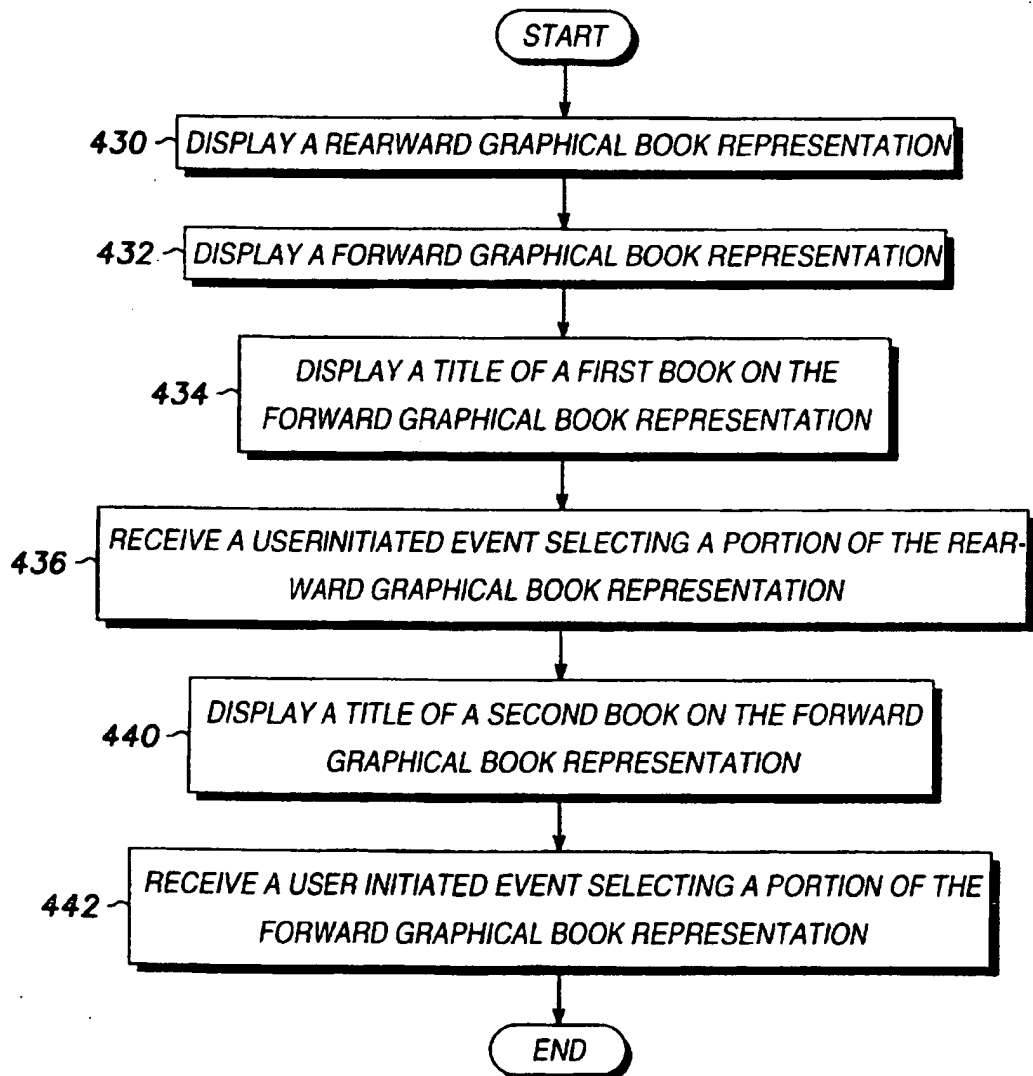 START
430 DISPLAY A REARWARD GRAPHICAL BOOK REPRESENTATION
432 DISPLAY A FORWARD GRAPHICAL BOOK REPRESENTATION
DISPLAY A TITLE OF A FIRST BOOK ON THE
434
FORWARD GRAPHICAL BOOK REPRESENTATION
RECEIVE A USERINITIATED EVENT SELECTING A PORTION OF THE REAR-
436
WARD GRAPHICAL BOOK REPRESENTATION
DISPLAY A TITLE OF A SECOND BOOK ON THE FORWARD
440
GRAPHICAL BOOK REPRESENTATION
RECEIVE A USER INITIATED EVENT SELECTING A PORTION OF THE
442
FORWARD GRAPHICAL BOOK REPRESENTATION
END